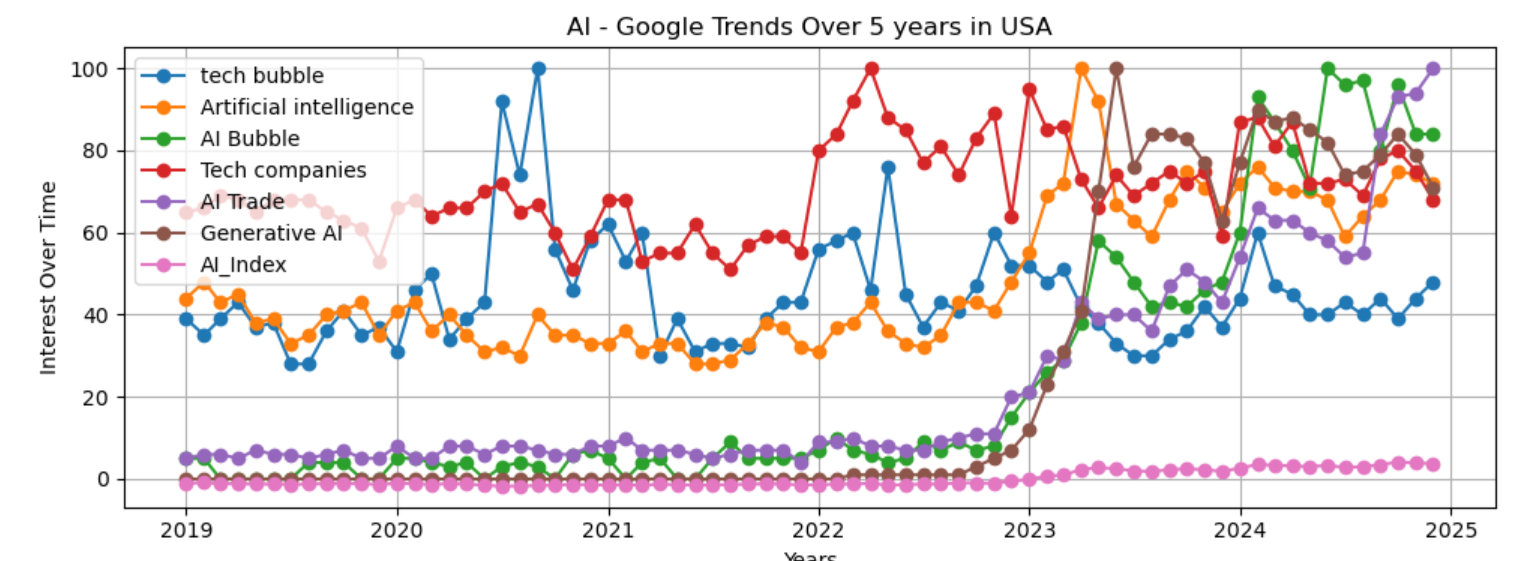 AI - Google Trends Over 5 years in USA
100
80
60
40
20
0
Interest Over Time
tech bubble
Artificial intelligence
AI Bubble
Tech companies
AI Trade
Generative AI
AI_Index
2019 2020 2021 2022 2023 2024 2025
Years